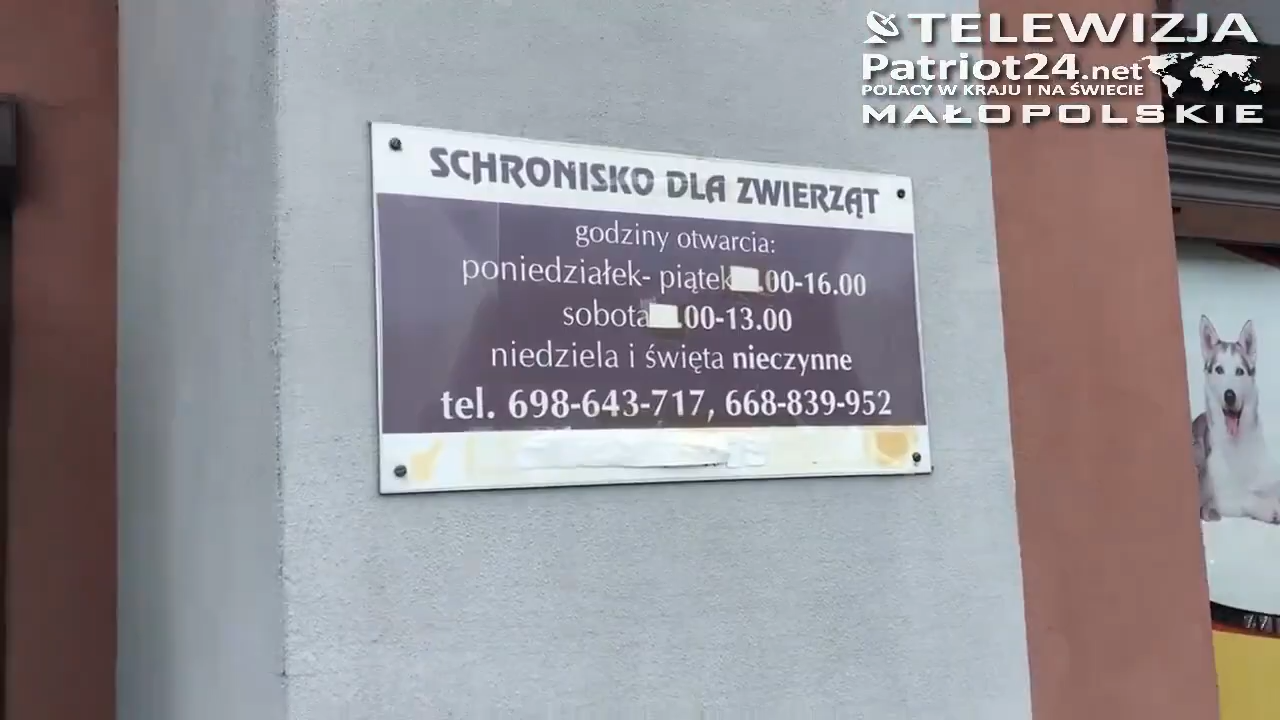 TELEWIZJA
Patriot24.net
POLACY W KRAJU I NA ŚWIECIE
MAŁOPOLSKIE
SCHRONISKO DLA ZWIERZĄT
godziny otwarcia:
poniedziałek- piątek .00-16.00
sobota .00-13.00
niedziela i święta nieczynne
tel. 698-643-717, 668-839-952